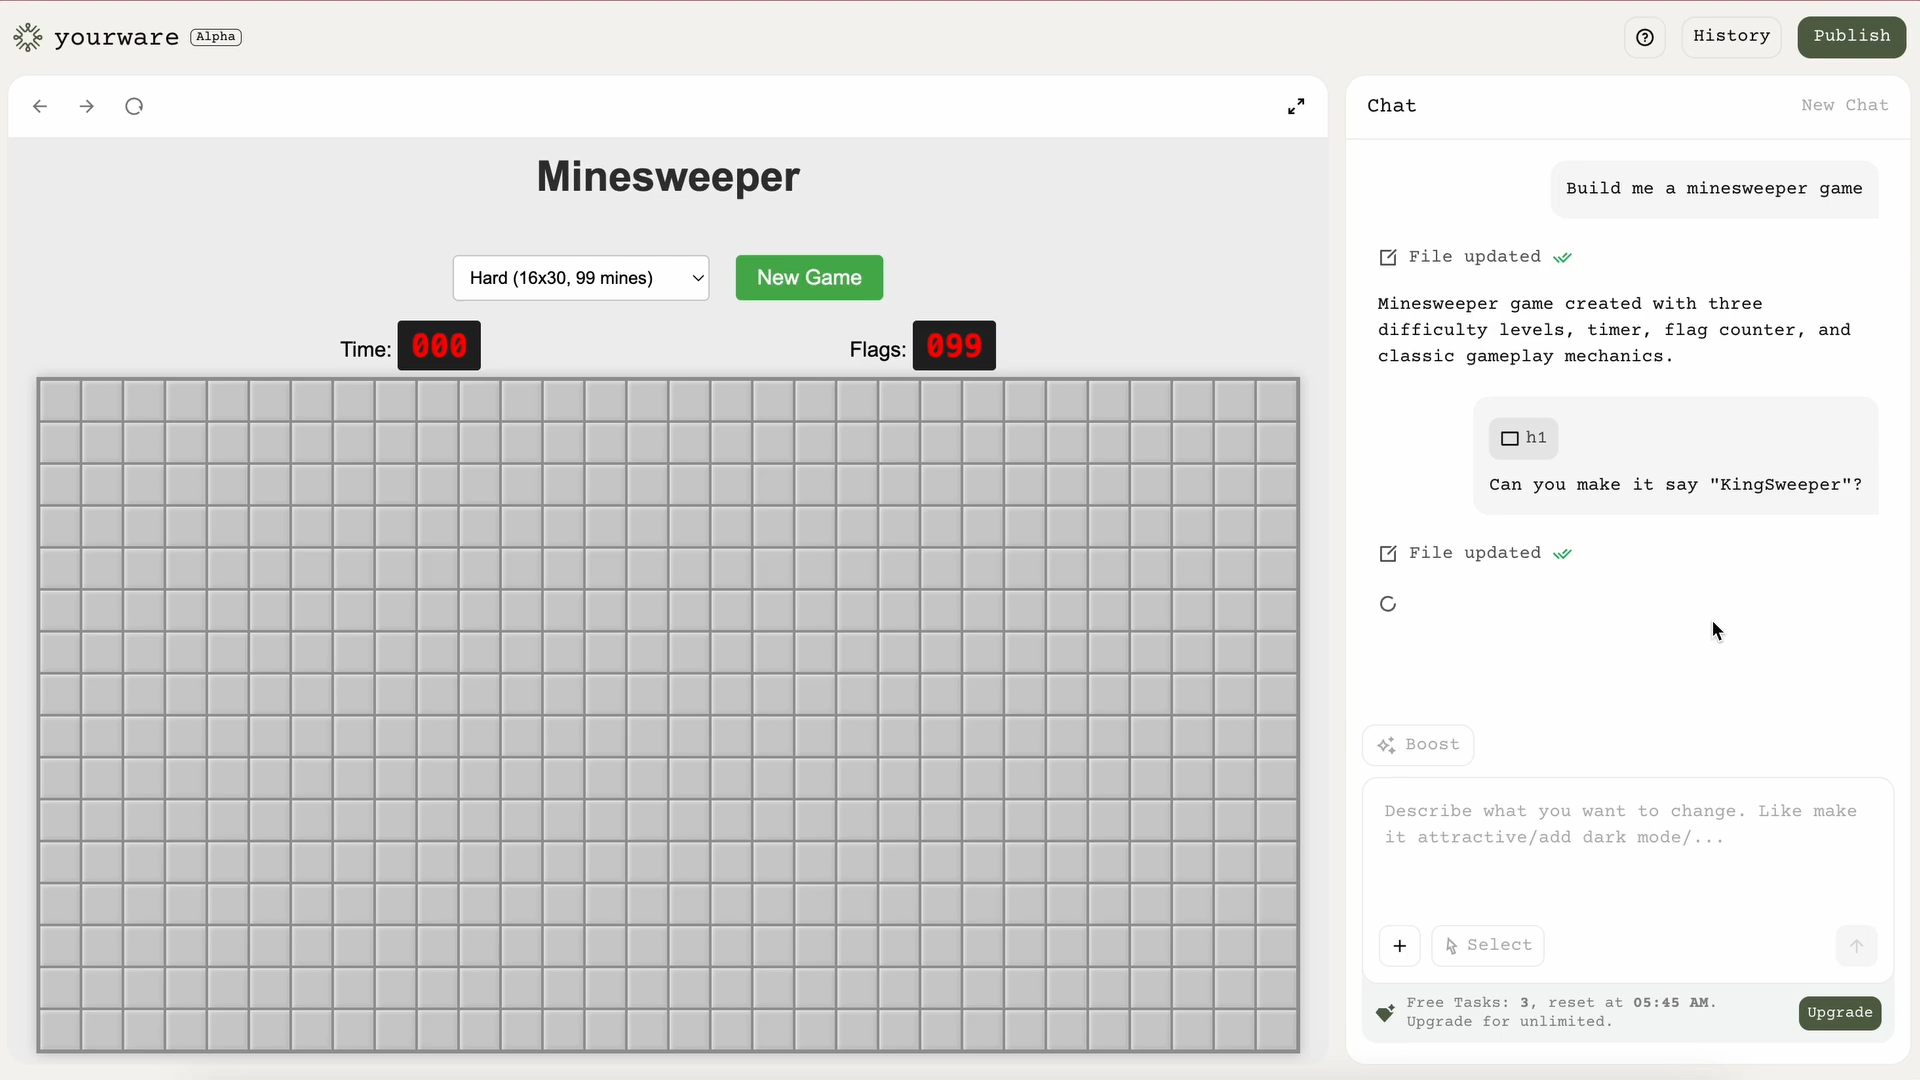 yourware Alpha
History
Publish
Chat
New Chat
Minesweeper
Hard (16x30, 99 mines)
New Game
Time: 000
Flags: 099
Build me a minesweeper game
File updated
Minesweeper game created with three
difficulty levels, timer, flag counter, and
classic gameplay mechanics.
h1
Can you make it say "KingSweeper"?
File updated
Boost
Describe what you want to change. Like make
it attractive/add dark mode/...
Select
Free Tasks: 3, reset at 05:45 AM.
Upgrade for unlimited.
Upgrade